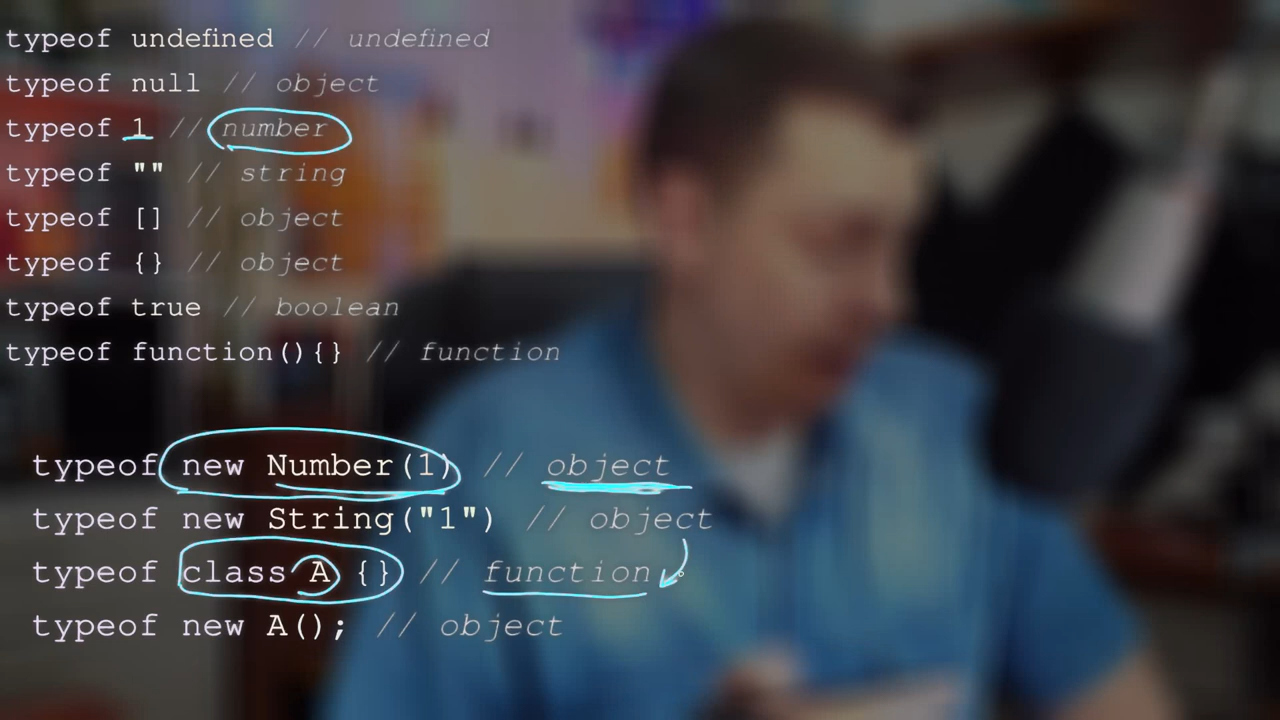 typeof undefined // undefined
typeof null // object
typeof 1 // number
typeof "" // string
typeof [] // object
typeof {} // object
typeof true // boolean
typeof function(){} // function
typeof new Number(1) // object
typeof new String("1") // object
typeof class A {} // function
typeof new A(); // object